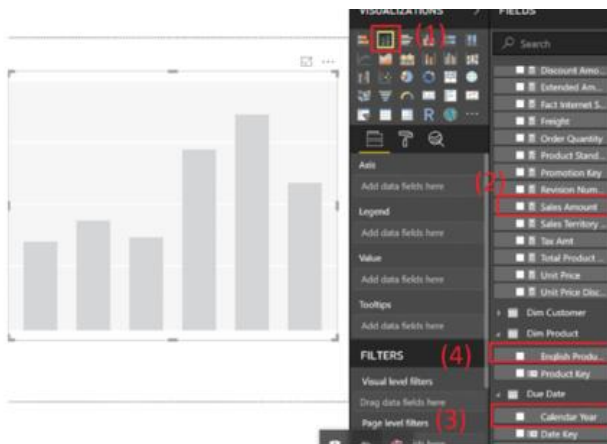 VISUALIZATIONS
FIELDS
(1)
Search
Discount Amo...
Extended Am...
Fact Internet S...
Freight
R
Order Quantity
Product Stand...
Axis
Promotion Key
Add data fields here
(2)
Revision Num...
Sales Amount
Legend
Sales Territory ...
Add data fields here
Tax Amt
Value
Total Product ...
Add data fields here
Unit Price
Unit Price Disc...
Tooltips
Dim Customer
Add data fields here
Dim Product
FILTERS
(4)
English Produ...
Visual level filters
Product Key
Drag data fields here
Due Date
Page level filters
(3)
Calendar Year
Date Key